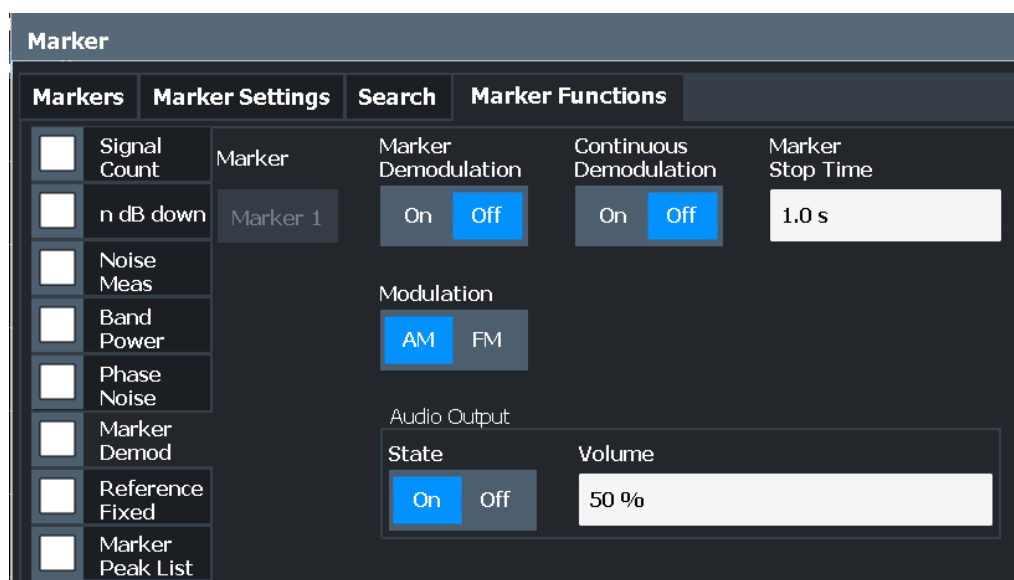 Marker
Markers Marker Settings Search Marker Functions
Signal
Count
n dB down
Noise
Meas
Band
Power
Phase
Noise
Marker
Demod
Reference
Fixed
Marker
Peak List
Marker
Marker 1
Marker
Demodulation
On Off
Continuous
Demodulation
On Off
Marker
Stop Time
1.0 s
Modulation
AM FM
Audio Output
State
On Off
Volume
50 %